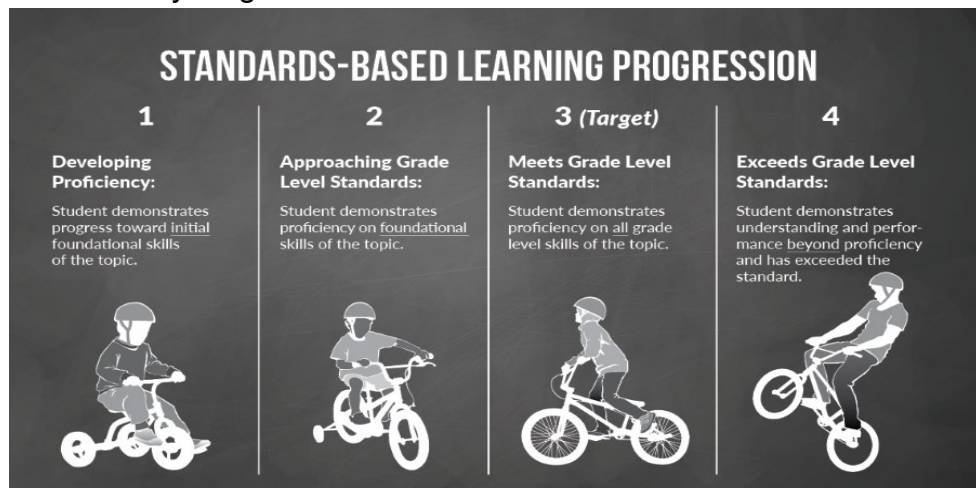 STANDARDS-BASED LEARNING PROGRESSION
1
Developing
Proficiency:
Student demonstrates
progress toward initial
foundational skills
of the topic.
2
Approaching Grade
Level Standards:
Student demonstrates
proficiency on foundational
skills of the topic.
3 (Target)
Meets Grade Level
Standards:
Student demonstrates
proficiency on all grade
level skills of the topic.
4
Exceeds Grade Level
Standards:
Student demonstrates
understanding and perfor-
mance beyond proficiency
and has exceeded the
standard.